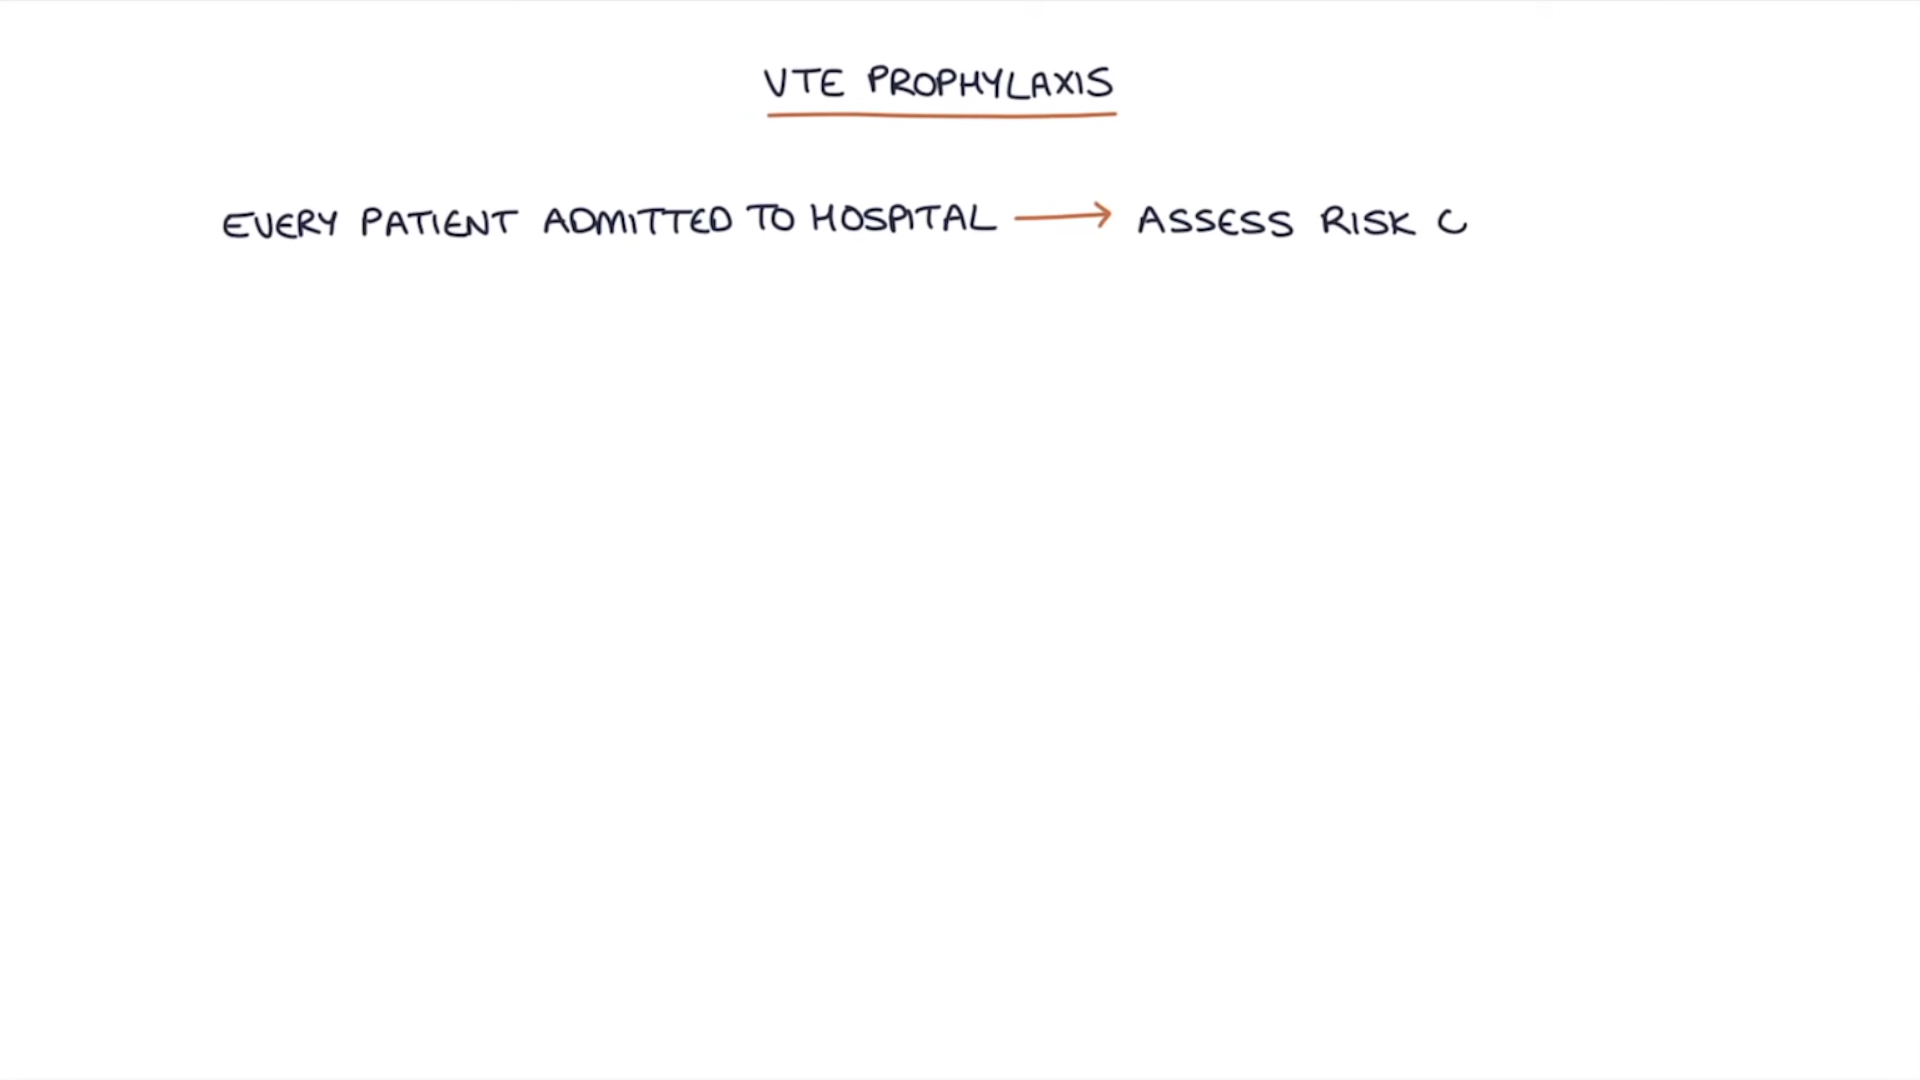 VTE PROPHYLAXIS
EVERY PATIENT ADMITTED TO HOSPITAL → ASSESS RISK